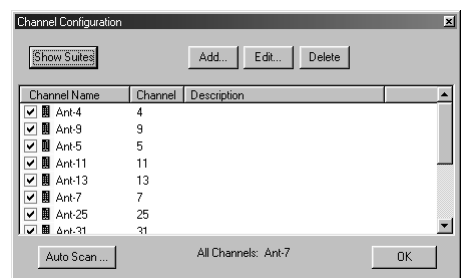 Channel Configuration
Show Suites Add... Edit... Delete
Channel Name Channel Description
Ant-4 4
Ant-9 9
Ant-5 5
Ant-11 11
Ant-13 13
Ant-7 7
Ant-25 25
Ant-31 31
Auto Scan ... All Channels: Ant-7 OK